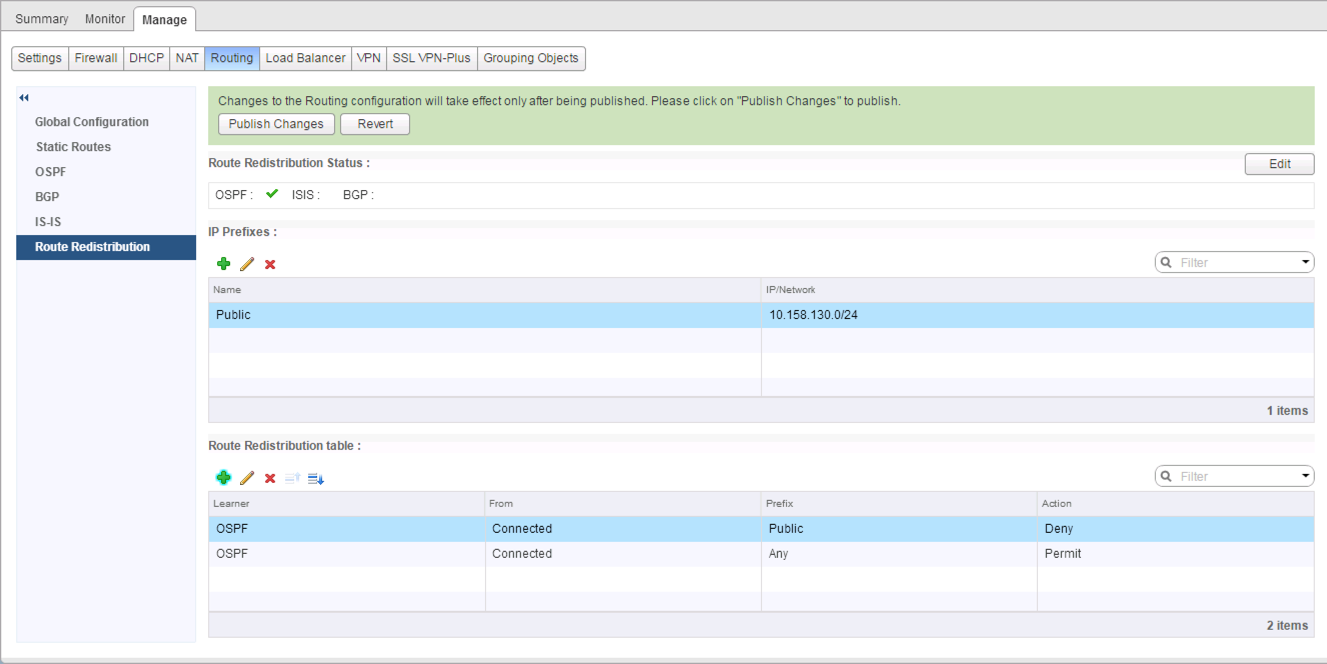 Summary Monitor Manage
Settings Firewall DHCP NAT Routing Load Balancer VPN SSL VPN-Plus Grouping Objects
Global Configuration
Static Routes
OSPF
BGP
IS-IS
Route Redistribution
Changes to the Routing configuration will take effect only after being published. Please click on "Publish Changes" to publish.
Publish Changes Revert
Route Redistribution Status :
Edit
OSPF : ISIS : BGP :
IP Prefixes :
Filter
Name IP/Network
Public 10.158.130.0/24
1 items
Route Redistribution table :
Filter
Learner From Prefix Action
OSPF Connected Public Deny
OSPF Connected Any Permit
2 items